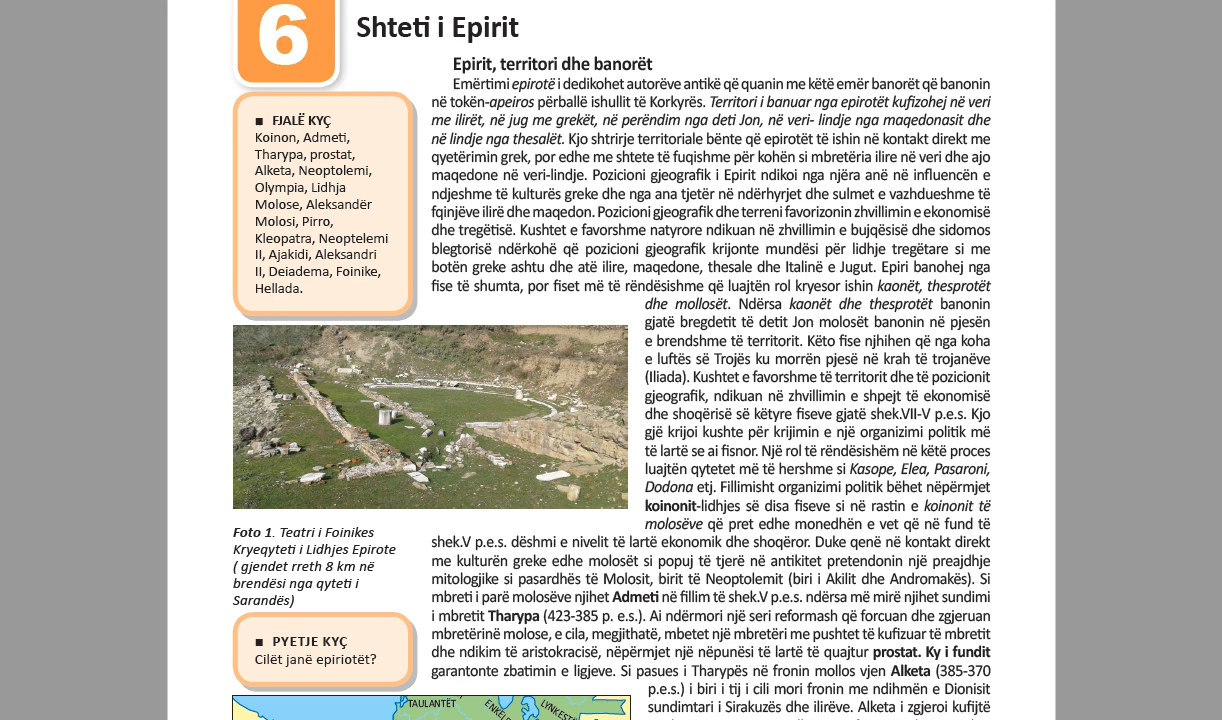 6
Shteti i Epirit
Epirit, territori dhe banorët
Emërtimi epirotë i dedikohet autorëve antikë që quanin me këtë emër banorët që banonin
në tokën-apeiros përballë ishullit të Korkyrës. Territori i banuar nga epirotët kufizohej në veri
me ilirët, në jug me grekët, në perëndim nga deti Jon, në veri- lindje nga maqedonasit dhe
në lindje nga thesalët. Kjo shtrirje territoriale bënte që epirotët të ishin në kontakt direkt me
qyetërimin grek, por edhe me shtete të fuqishme për kohën si mbretëria ilire në veri dhe ajo
maqedone në veri-lindje. Pozicioni gjeografik i Epirit ndikoi nga njëra anë në influencën e
ndjeshme të kulturës greke dhe nga ana tjetër në ndërhyrjet dhe sulmet e vazhdueshme të
fqinjëve ilirë dhe maqedon. Pozicioni gjeografik dhe terreni favorizonin zhvillimin e ekonomisë
dhe tregëtisë. Kushtet e favorshme natyrore ndikuan në zhvillimin e bujqësisë dhe sidomos
blegtorisë ndërkohë që pozicioni gjeografik krijonte mundësi për lidhje tregëtare si me
botën greke ashtu dhe atë ilire, maqedone, thesale dhe Italinë e Jugut. Epiri banohej nga
fise të shumta, por fiset më të rëndësishme që luajtën rol kryesor ishin kaonët, thesprotët
dhe mollosët. Ndërsa kaonët dhe thesprotët banonin
gjatë bregdetit të detit Jon molosët banonin në pjesën
e brendshme të territorit. Këto fise njhihen që nga koha
e luftës së Trojës ku morrën pjesë në krah të trojanëve
(Iliada). Kushtet e favorshme të territorit dhe të pozicionit
gjeografik, ndikuan në zhvillimin e shpejt të ekonomisë
dhe shoqërisë së këtyre fiseve gjatë shek.VII-V p.e.s. Kjo
gjë krijoi kushte për krijimin e një organizimi politik më
të lartë se ai fisnor. Një rol të rëndësishëm në këtë proces
luajtën qytetet më të hershme si Kasope, Elea, Pasaroni,
Dodona etj. Fillimisht organizimi politik bëhet nëpërmjet
koinonit-lidhjes së disa fiseve si në rastin e koinonit të
molosëve që pret edhe monedhën e vet që në fund të
shek.V p.e.s. dëshmi e nivelit të lartë ekonomik dhe shoqëror. Duke qenë në kontakt direkt
me kulturën greke edhe molosët si popuj të tjerë në antikitet pretendonin një preajdhje
mitologjike si pasardhës të Molosit, birit të Neoptolemit (biri i Akilit dhe Andromakës). Si
mbreti i parë molosëve njihet Admeti në fillim të shek.V p.e.s. ndërsa më mirë njihet sundimi
i mbretit Tharypa (423-385 p. e.s.). Ai ndërmori një seri reformash që forcuan dhe zgjeruan
mbretërinë molose, e cila, megjithatë, mbetet një mbretëri me pushtet të kufizuar të mbretit
dhe ndikim të aristokracisë, nëpërmjet një nëpunësi të lartë të quajtur prostat. Ky i fundit
garantonte zbatimin e ligjeve. Si pasues i Tharypës në fronin mollos vjen Alketa (385-370
p.e.s.) i biri i tij i cili mori fronin me ndihmën e Dionisit
sundimtari i Sirakuzës dhe ilirëve. Alketa i zgjeroi kufijtë
■ FJALË KYÇ
Koinon, Admeti,
Tharypa, prostat,
Alketa, Neoptolemi,
Olympia, Lidhja
Molose, Aleksandër
Molosi, Pirro,
Kleopatra, Neoptelemi
II, Ajakidi, Aleksandri
II, Deiadema, Foinike,
Hellada.
Foto 1. Teatri i Foinikes
Kryeqyteti i Lidhjes Epirote
( gjendet rreth 8 km në
brendësi nga qyteti i
Sarandës)
■ PYETJE KYÇ
Cilët janë epiriotët?
TAULANTËT